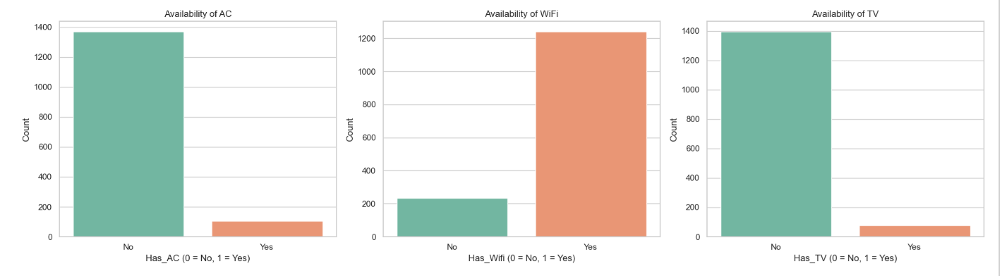 Availability of AC
1400
1200
1000
800
600
400
200
0
Count
No
Yes
Has_AC (0 = No, 1 = Yes)
Availability of WiFi
1200
1000
800
600
400
200
0
Count
No
Yes
Has_Wifi (0 = No, 1 = Yes)
Availability of TV
1400
1200
1000
800
600
400
200
0
Count
No
Yes
Has_TV (0 = No, 1 = Yes)